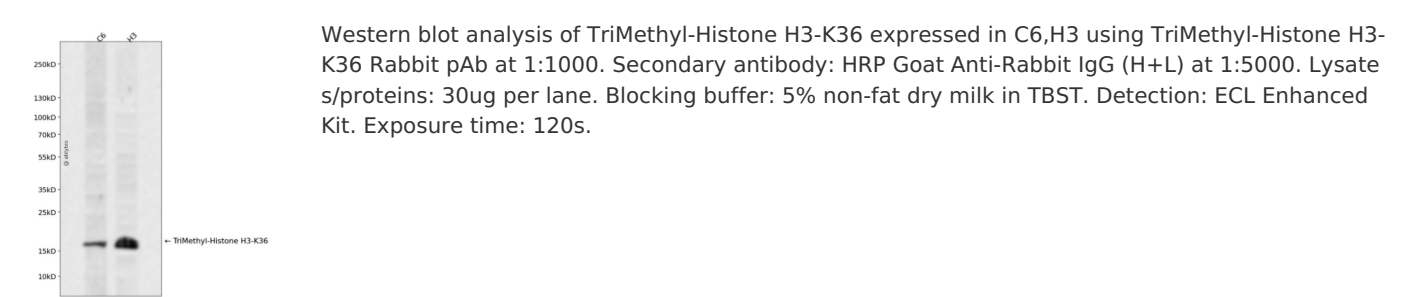 C6 H3
250kD
130kD
100kD
70kD
55kD
35kD
25kD
15kD
10kD
@ abbybio
← TriMethyl-Histone H3-K36
Western blot analysis of TriMethyl-Histone H3-K36 expressed in C6,H3 using TriMethyl-Histone H3-
K36 Rabbit pAb at 1:1000. Secondary antibody: HRP Goat Anti-Rabbit IgG (H+L) at 1:5000. Lysate
s/proteins: 30ug per lane. Blocking buffer: 5% non-fat dry milk in TBST. Detection: ECL Enhanced
Kit. Exposure time: 120s.